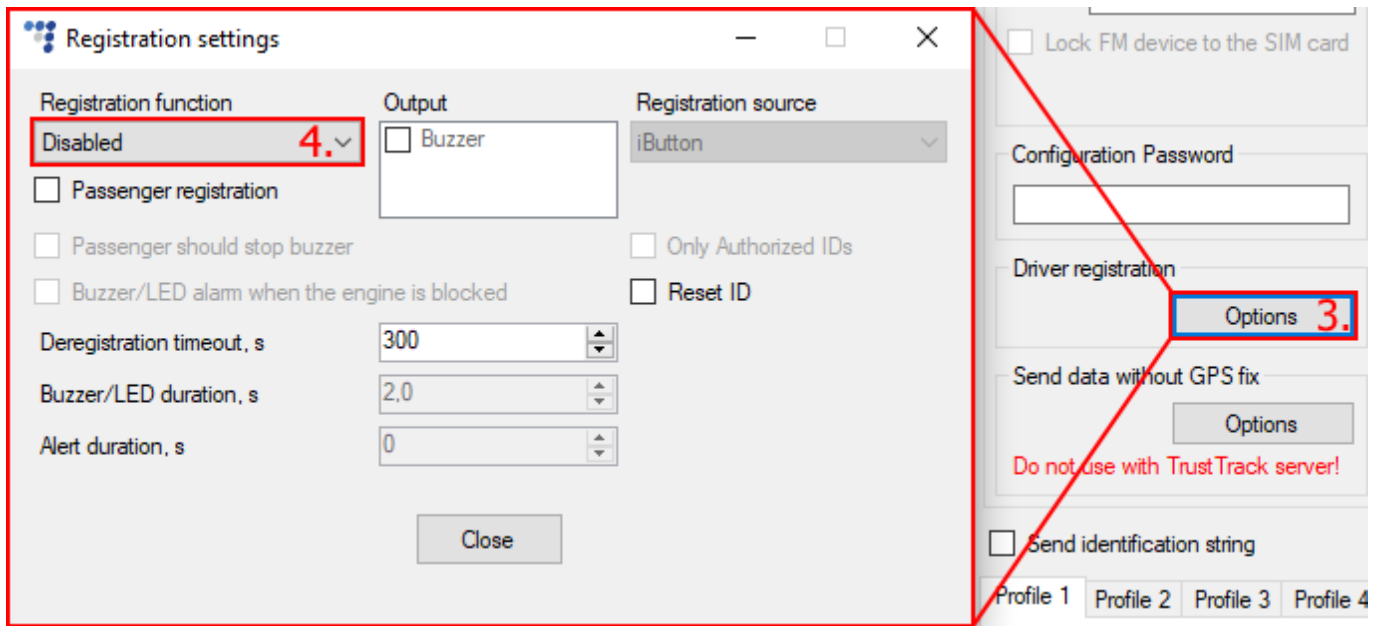 Registration settings
Registration function
Disabled 4.
Output
Buzzer
Registration source
iButton
Passenger registration
Passenger should stop buzzer
Only Authorized IDs
Buzzer/LED alarm when the engine is blocked
Reset ID
Deregistration timeout, s
300
Buzzer/LED duration, s
2,0
Alert duration, s
0
Close
Lock FM device to the SIM card
Configuration Password
Driver registration
Options 3.
Send data without GPS fix
Options
Do not use with TrustTrack server!
Send identification string
Profile 1 Profile 2 Profile 3 Profile 4